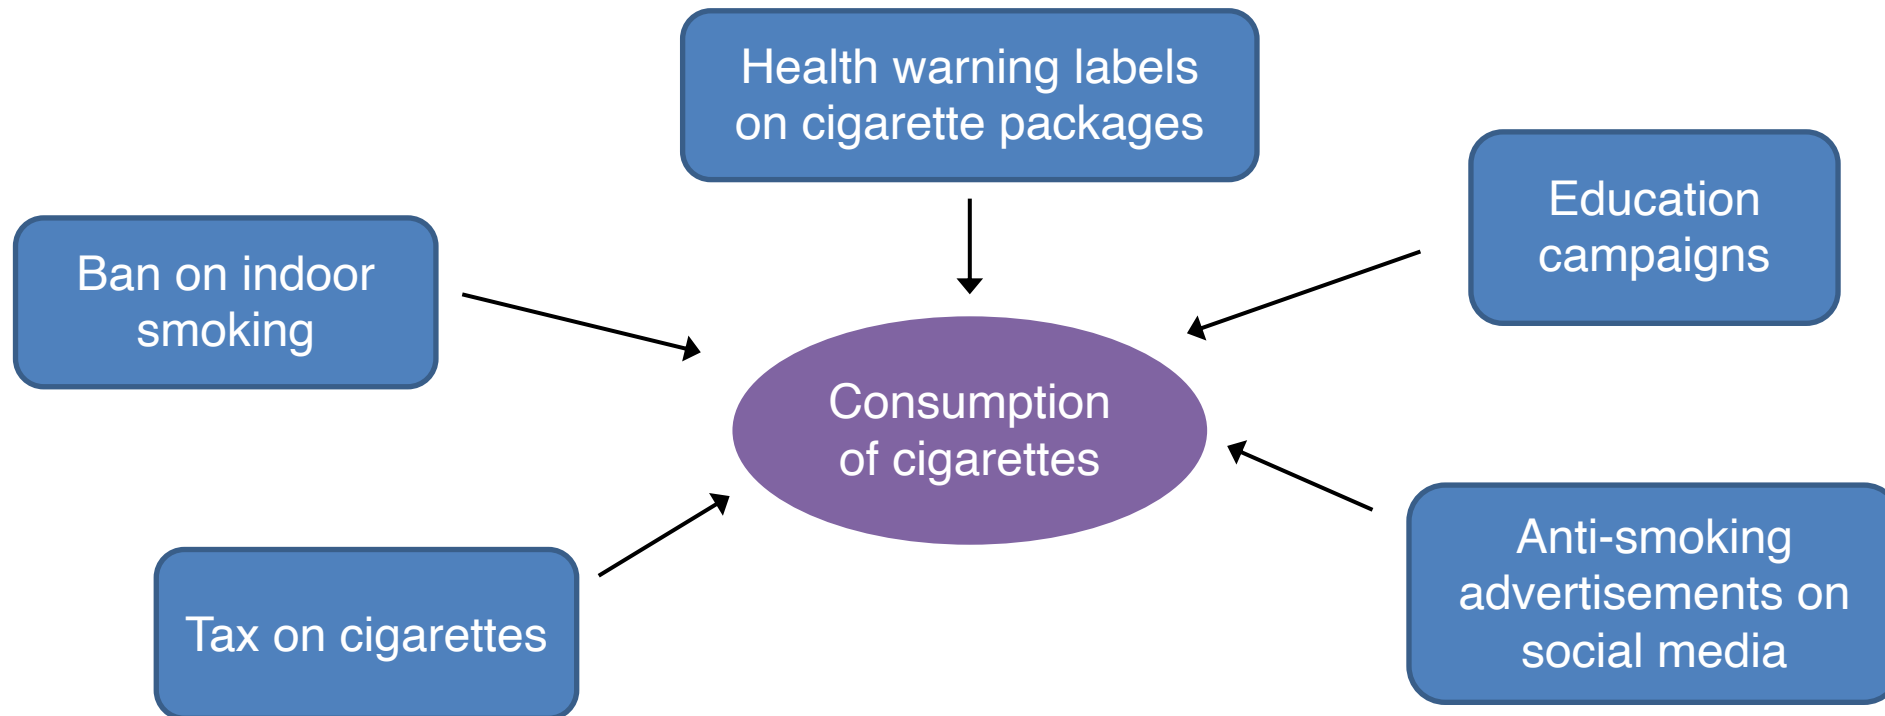 Health warning labels
on cigarette packages
Education
campaigns
Ban on indoor
smoking
Consumption
of cigarettes
Anti-smoking
advertisements on
social media
Tax on cigarettes